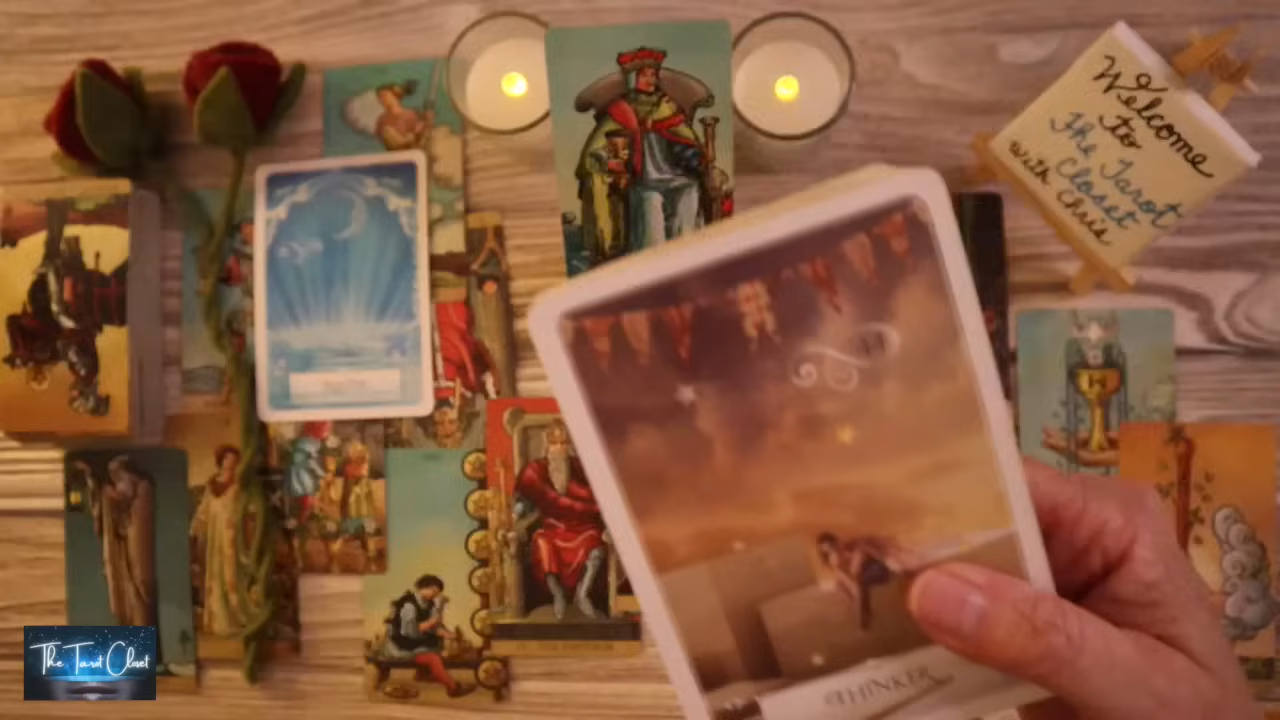 Welcome
to
The Tarot
Closet
with Chris
THINKER
The Tarot Closet